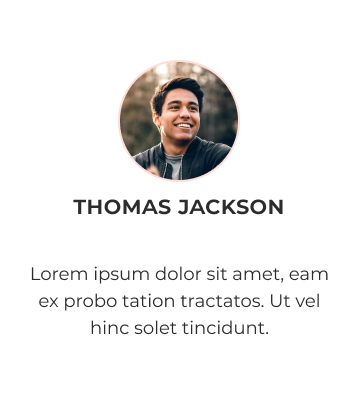 THOMAS JACKSON
Lorem ipsum dolor sit amet, eam
ex probo tation tractatos. Ut vel
hinc solet tincidunt.